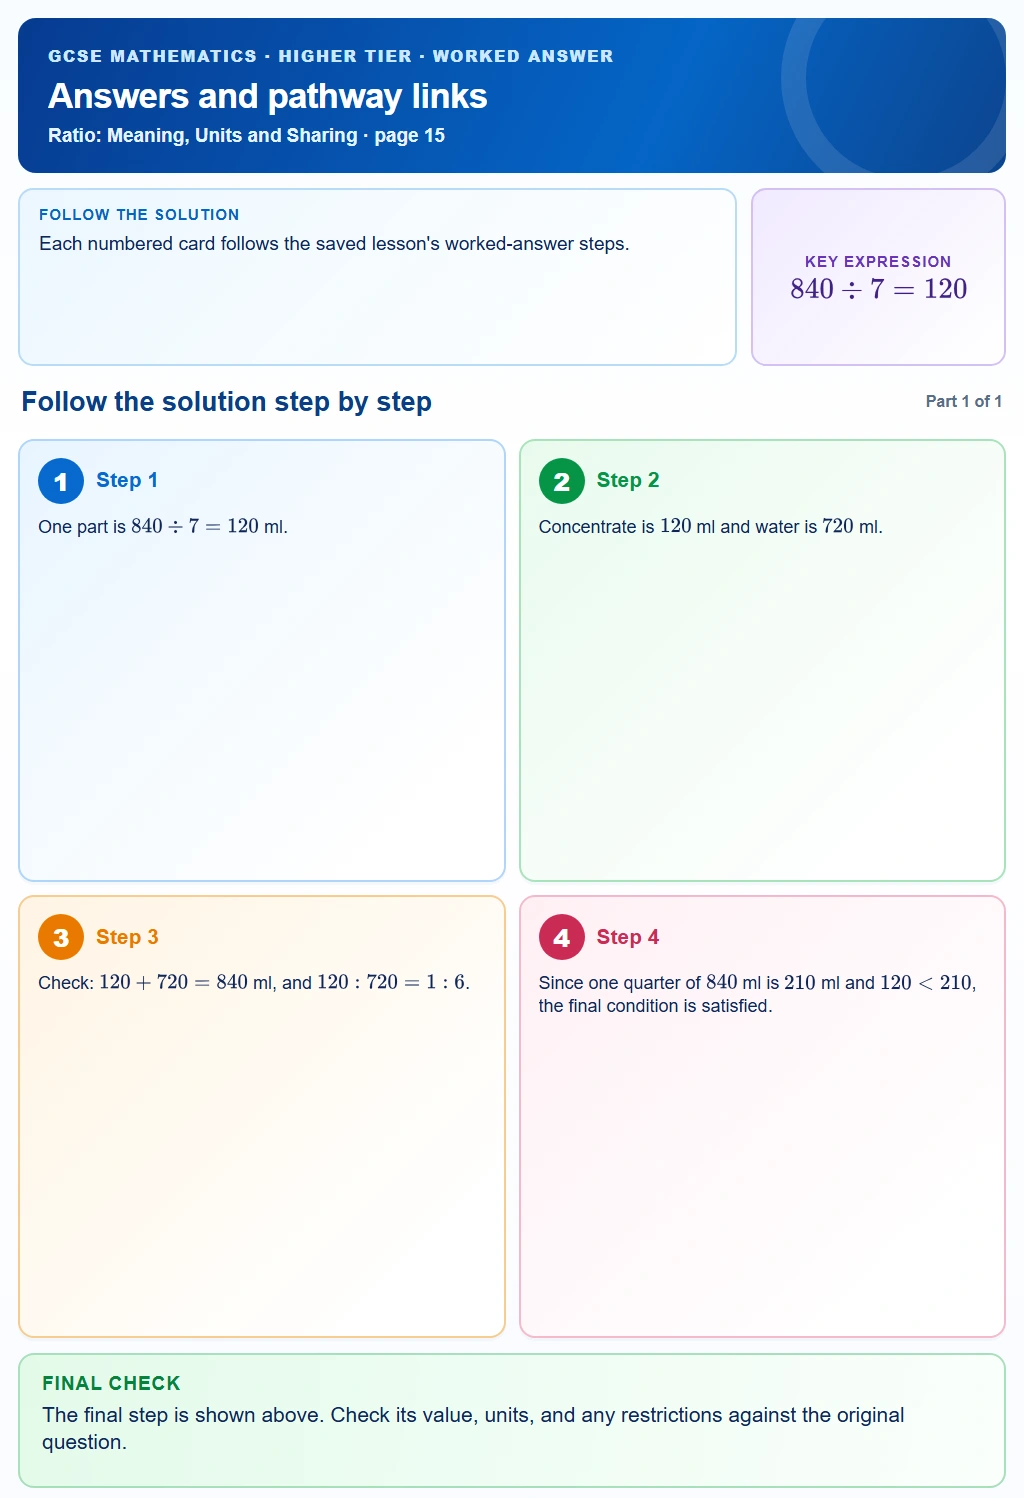 GCSE MATHEMATICS · HIGHER TIER · WORKED ANSWER
Answers and pathway links
Ratio: Meaning, Units and Sharing · page 15
FOLLOW THE SOLUTION
Each numbered card follows the saved lesson's worked-answer steps.
KEY EXPRESSION
840 ÷ 7 = 120
Follow the solution step by step
Part 1 of 1
1 Step 1
One part is 840 ÷ 7 = 120 ml.
2 Step 2
Concentrate is 120 ml and water is 720 ml.
3 Step 3
Check: 120 + 720 = 840 ml, and 120 : 720 = 1 : 6.
4 Step 4
Since one quarter of 840 ml is 210 ml and 120 < 210,
the final condition is satisfied.
FINAL CHECK
The final step is shown above. Check its value, units, and any restrictions against the original
question.